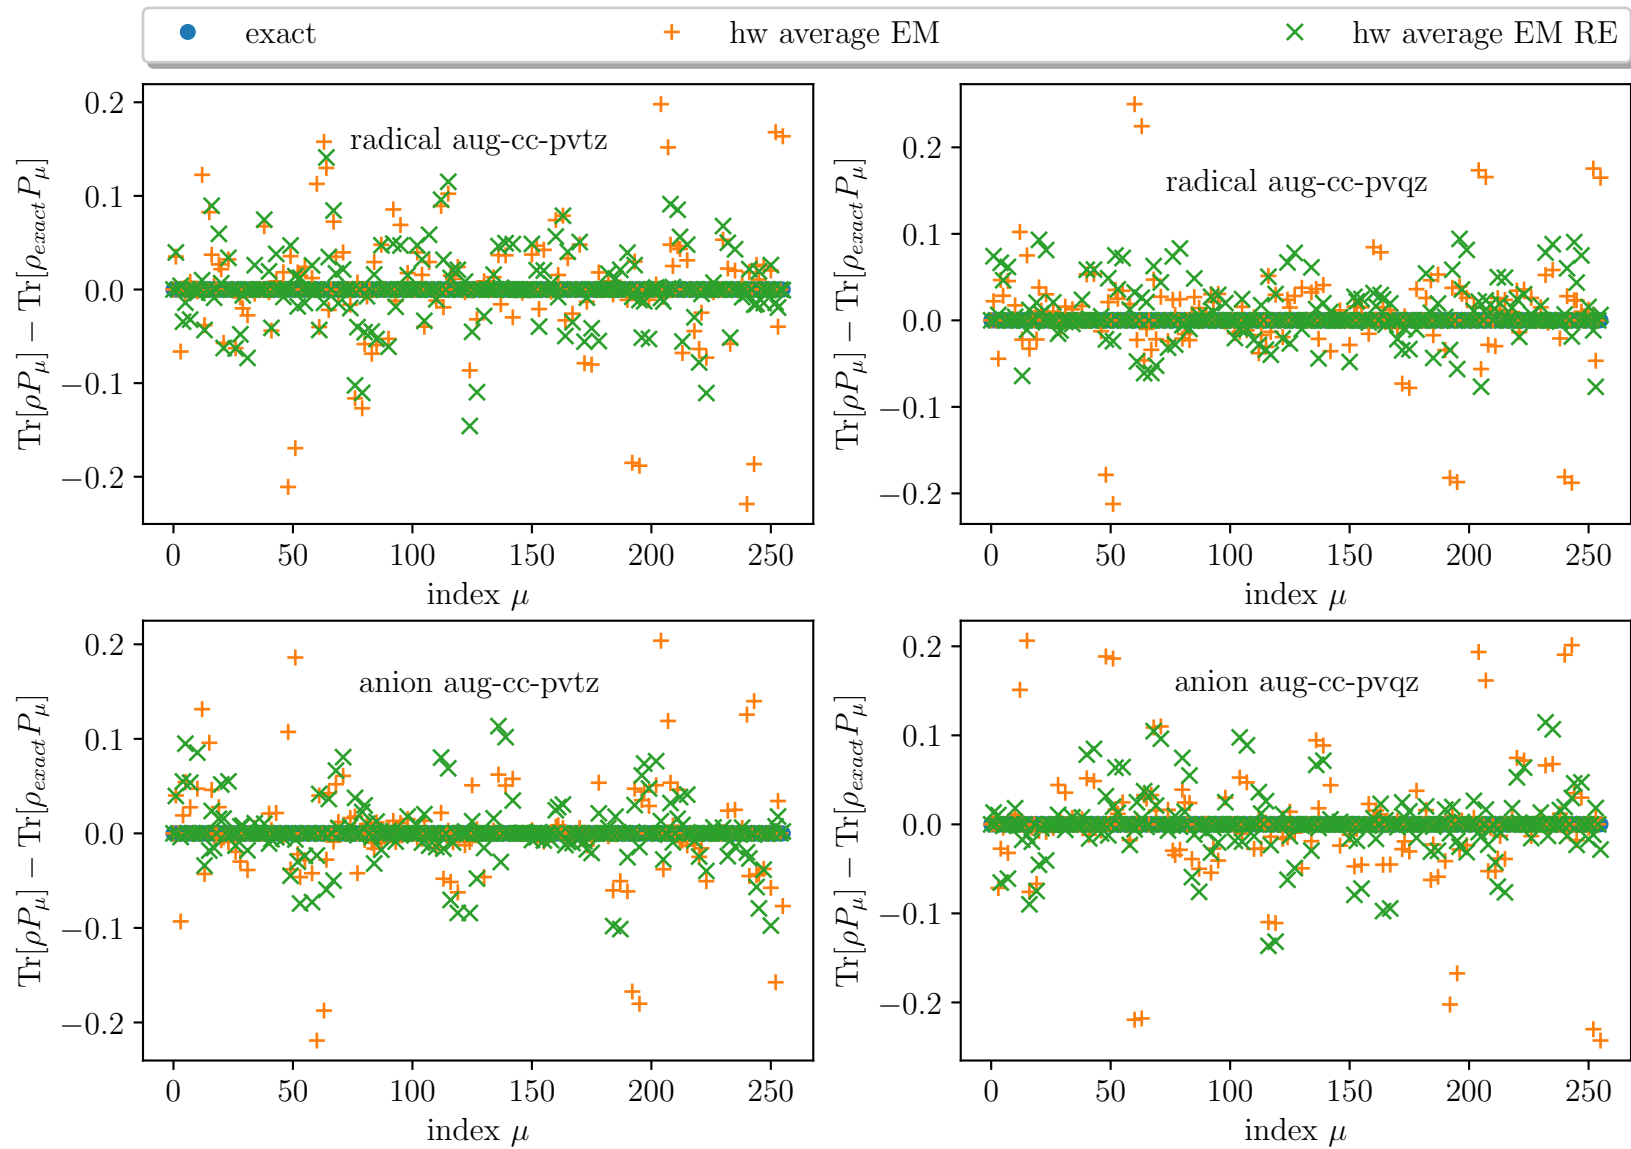 exact hw average EM hw average EM RE
radical aug-cc-pvtz
Tr[ρP_μ] − Tr[ρ_exact P_μ]
0.2
0.1
0.0
−0.1
−0.2
0 50 100 150 200 250
index μ
radical aug-cc-pvqz
Tr[ρP_μ] − Tr[ρ_exact P_μ]
0.2
0.1
0.0
−0.1
−0.2
0 50 100 150 200 250
index μ
anion aug-cc-pvtz
Tr[ρP_μ] − Tr[ρ_exact P_μ]
0.2
0.1
0.0
−0.1
−0.2
0 50 100 150 200 250
index μ
anion aug-cc-pvqz
Tr[ρP_μ] − Tr[ρ_exact P_μ]
0.2
0.1
0.0
−0.1
−0.2
0 50 100 150 200 250
index μ